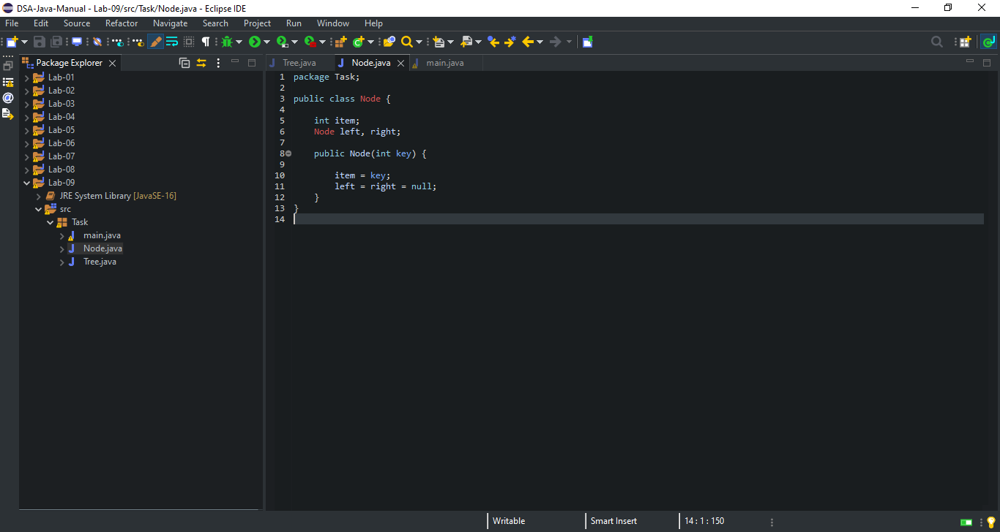 DSA-Java-Manual - Lab-09/src/Task/Node.java - Eclipse IDE
File Edit Source Refactor Navigate Search Project Run Window Help
Package Explorer
Lab-01
Lab-02
Lab-03
Lab-04
Lab-05
Lab-06
Lab-07
Lab-08
Lab-09
JRE System Library [JavaSE-16]
src
Task
main.java
Node.java
Tree.java
Tree.java Node.java main.java
1 package Task;
2
3 public class Node {
4
5 int item;
6 Node left, right;
7
8 public Node(int key) {
9
10 item = key;
11 left = right = null;
12 }
13 }
14
Writable Smart Insert 14 : 1 : 150